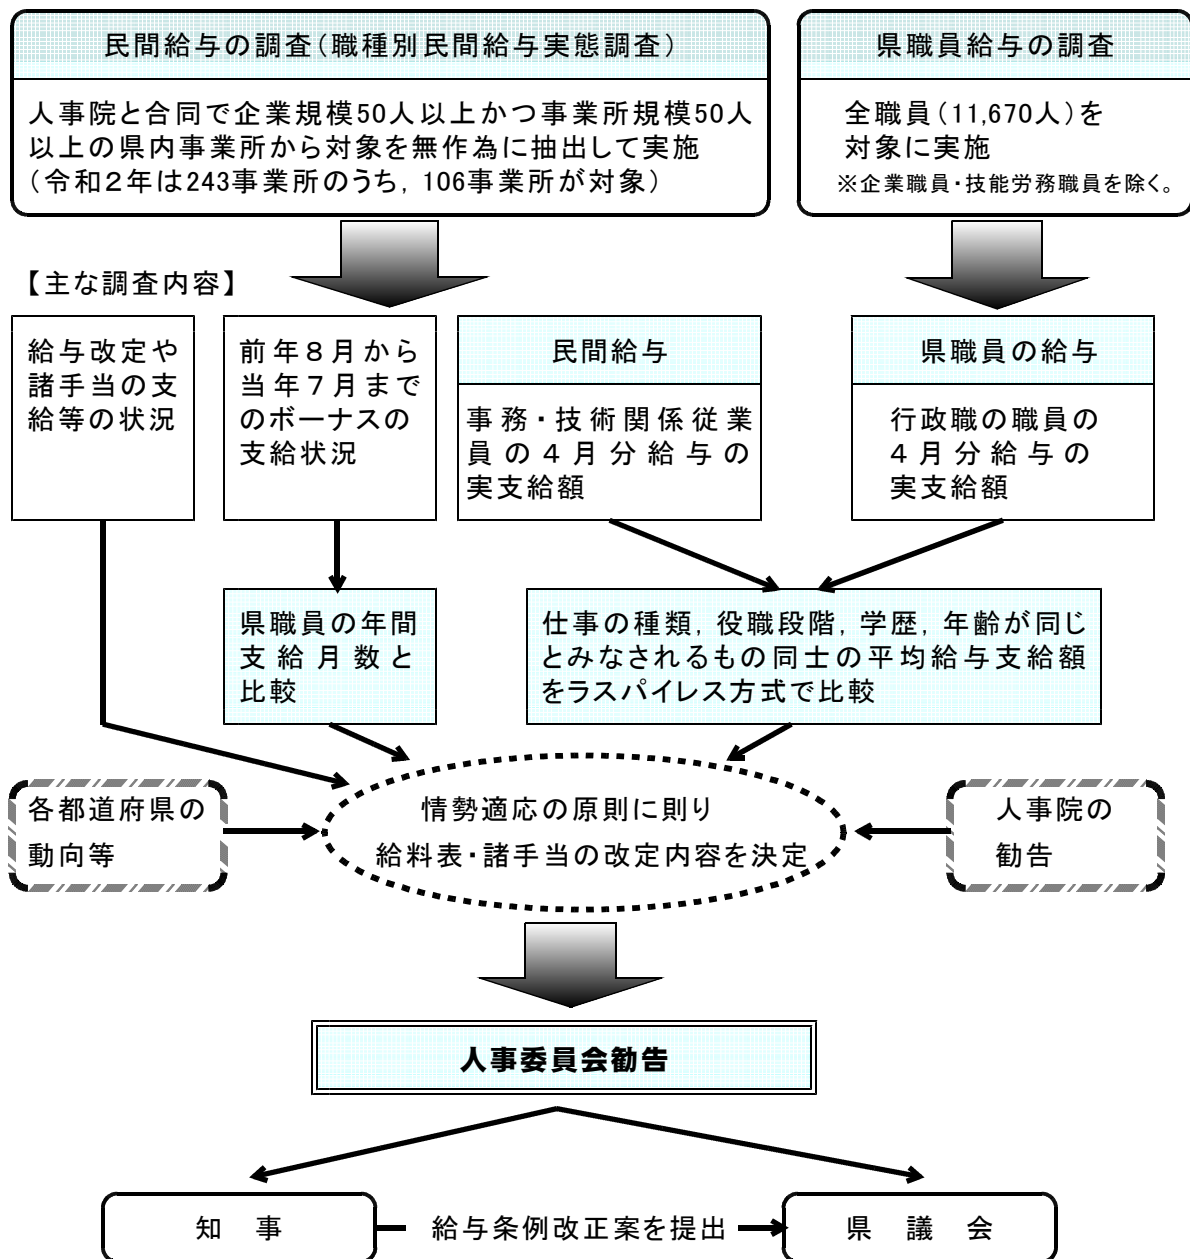 民間給与の調査(職種別民間給与実態調査)
人事院と合同で企業規模50人以上かつ事業所規模50人
以上の県内事業所から対象を無作為に抽出して実施
(令和2年は243事業所のうち，106事業所が対象)
県職員給与の調査
全職員(11,670人)を
対象に実施
※企業職員・技能労務職員を除く。
【主な調査内容】
給与改定や
諸手当の支
給等の状況
前年８月から
当年７月まで
のボーナスの
支給状況
民間給与
事務・技術関係従業
員の４月分給与の
実支給額
県職員の給与
行政職の職員の
４月分給与の
実支給額
県職員の年間
支給月数と
比較
仕事の種類，役職段階，学歴，年齢が同じ
とみなされるもの同士の平均給与支給額
をラスパイレス方式で比較
各都道府県の
動向等
情勢適応の原則に則り
給料表・諸手当の改定内容を決定
人事院の
勧告
人事委員会勧告
知　事
給与条例改正案を提出
県　議　会